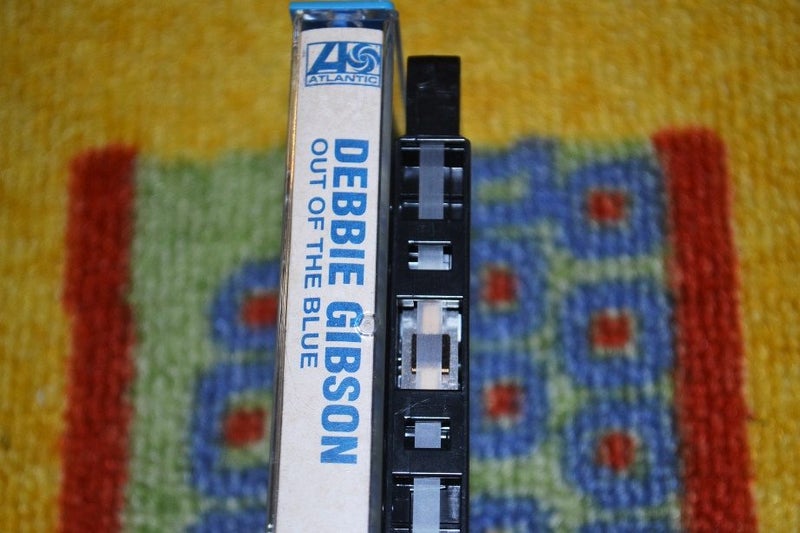 ATLANTIC
DEBBIE GIBSON
OUT OF THE BLUE